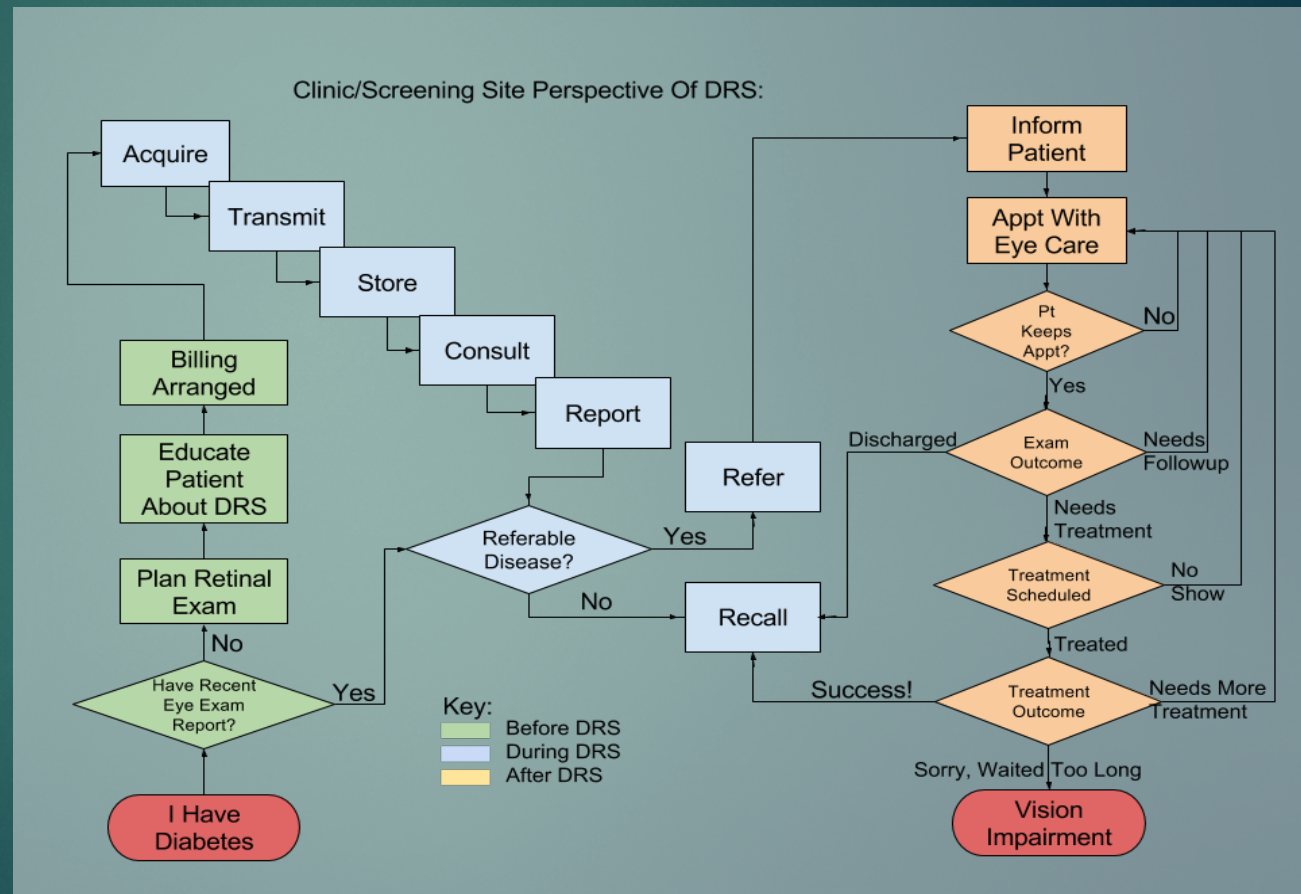 Clinic/Screening Site Perspective Of DRS:
Acquire
Transmit
Store
Consult
Report
Billing
Arranged
Educate
Patient
About DRS
Plan Retinal
Exam
No
Have Recent
Eye Exam
Report?
Yes
I Have
Diabetes
Referable
Disease?
Yes
No
Refer
Recall
Key:
Before DRS
During DRS
After DRS
Inform
Patient
Appt With
Eye Care
Pt
Keeps
Appt?
No
Yes
Discharged
Exam
Outcome
Needs
Followup
Needs
Treatment
Treatment
Scheduled
No
Show
Treated
Success!
Treatment
Outcome
Needs More
Treatment
Sorry, Waited Too Long
Vision
Impairment